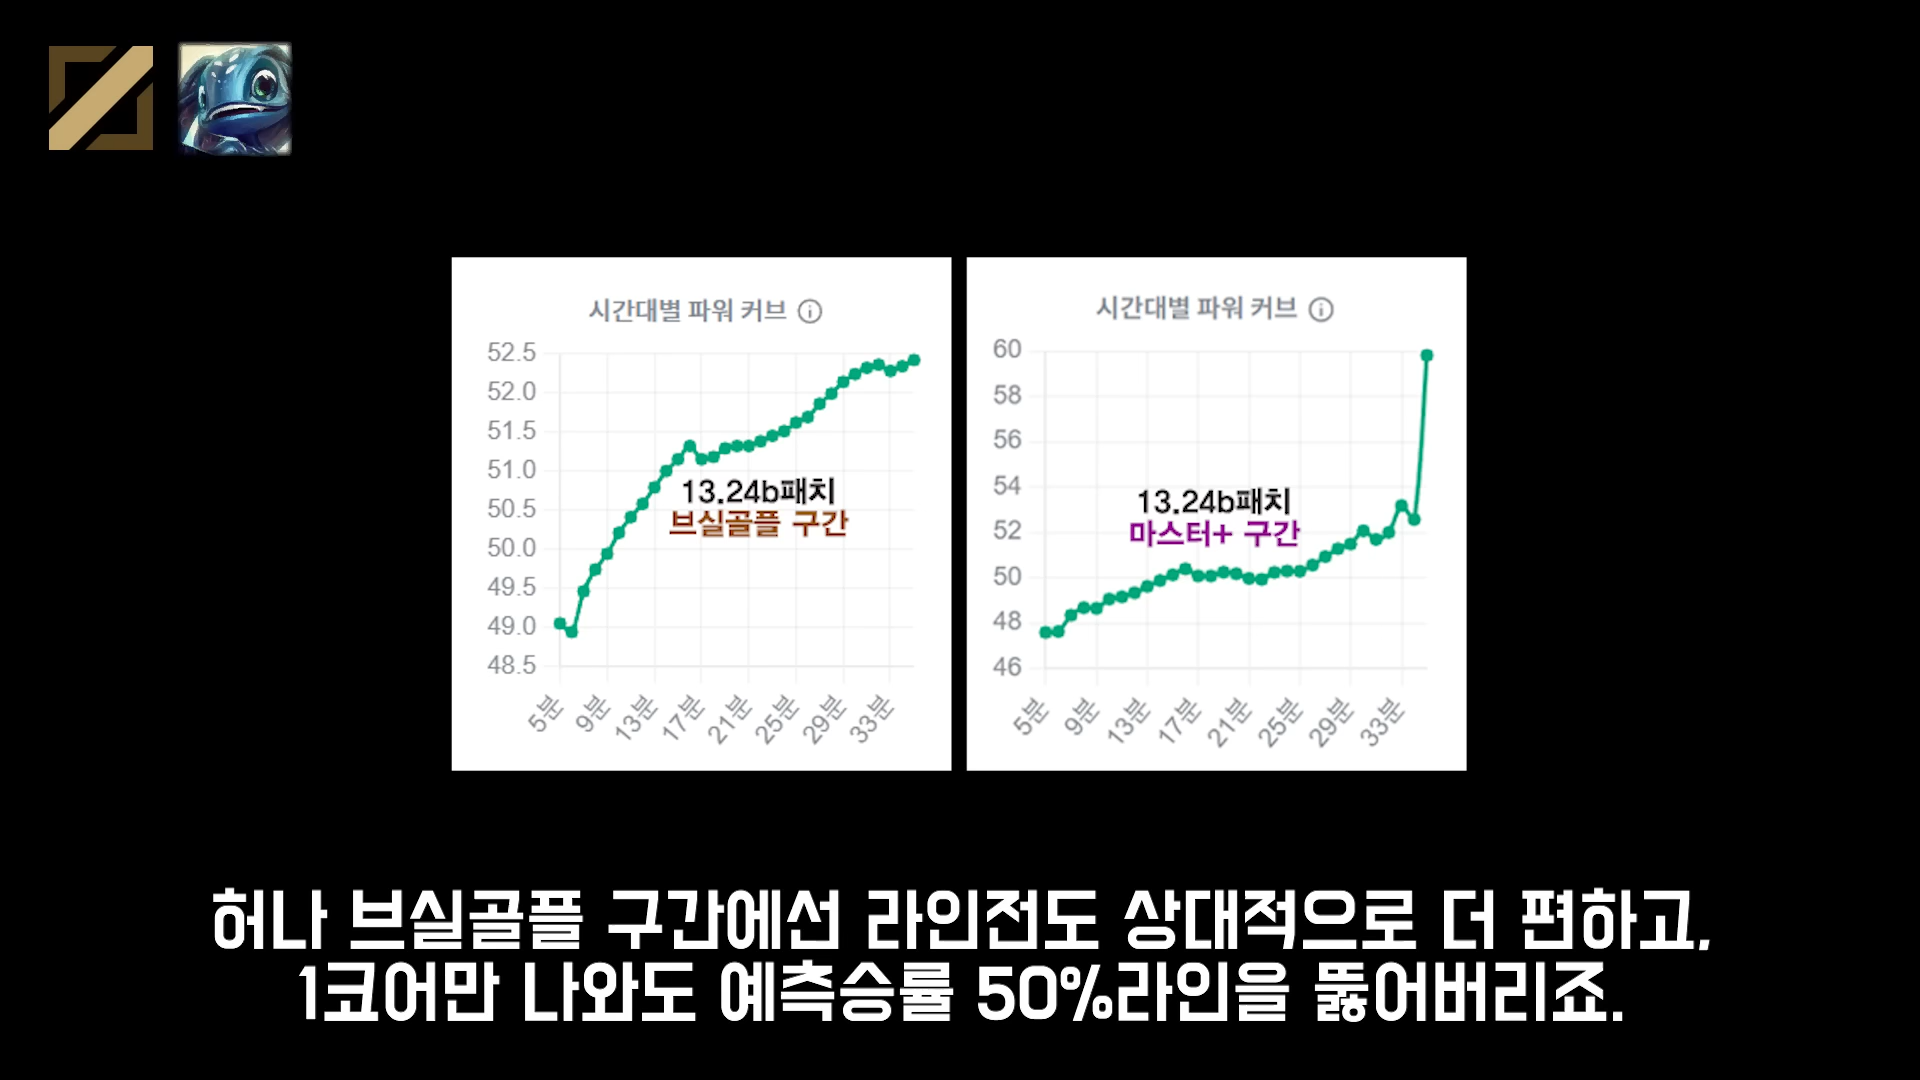 시간대별 파워 커브
52.5
52.0
51.5
51.0
50.5
50.0
49.5
49.0
48.5
13.24b패치
브실골플 구간
5분 9분 13분 17분 21분 25분 29분 33분
시간대별 파워 커브
60
58
56
54
52
50
48
46
13.24b패치
마스터+ 구간
5분 9분 13분 17분 21분 25분 29분 33분
허나 브실골플 구간에선 라인전도 상대적으로 더 편하고,
1코어만 나와도 예측승률 50%라인을 뚫어버리죠.